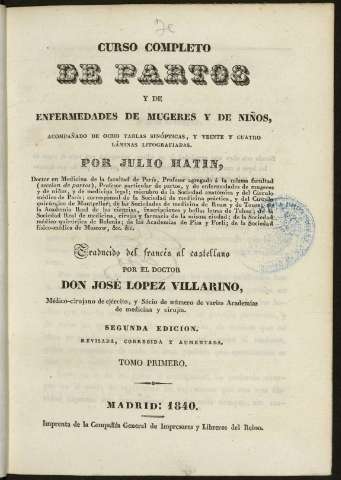 CURSO COMPLETO
DE PARTOS
Y DE
ENFERMEDADES DE MUGERES Y DE NIÑOS,
ACOMPAÑADO DE OCHO TABLAS SINÓPTICAS, Y VEINTE Y CUATRO
LÁMINAS LITOGRAFIADAS.
POR JULIO HATIN,
Doctor en Medicina de la facultad de París, Profesor agregado á la misma facultad
(seccion de partos), Profesor particular de partos, y de enfermedades de mugeres
y de niños, y de medicina legal; miembro de la Sociedad anatómica y del Círculo
médico de París; corresponsal de la Sociedad de medicina práctica, y del Círculo
quirúrgico de Montpeller; de las Sociedades de medicina de Ruan y de Tours; de
la Academia Real de las ciencias, inscripciones y bellas letras de Tolosa; de la
Sociedad Real de medicina, cirugía y farmacia de la misma ciudad; de la Sociedad
médico-quirúrgica de Bolonia; de las Academias de Pisa y Forli; de la Sociedad
físico-médica de Moscow, &c. &c.
Traducido del francés al castellano
POR EL DOCTOR
DON JOSÉ LOPEZ VILLARINO,
Médico-cirujano de ejército, y Sócio de número de varias Academias
de medicina y cirugía.
SEGUNDA EDICION.
REVISADA, CORREGIDA Y AUMENTADA.
TOMO PRIMERO.
MADRID: 1840.
Imprenta de la Compañía General de Impresores y Libreros del Reino.